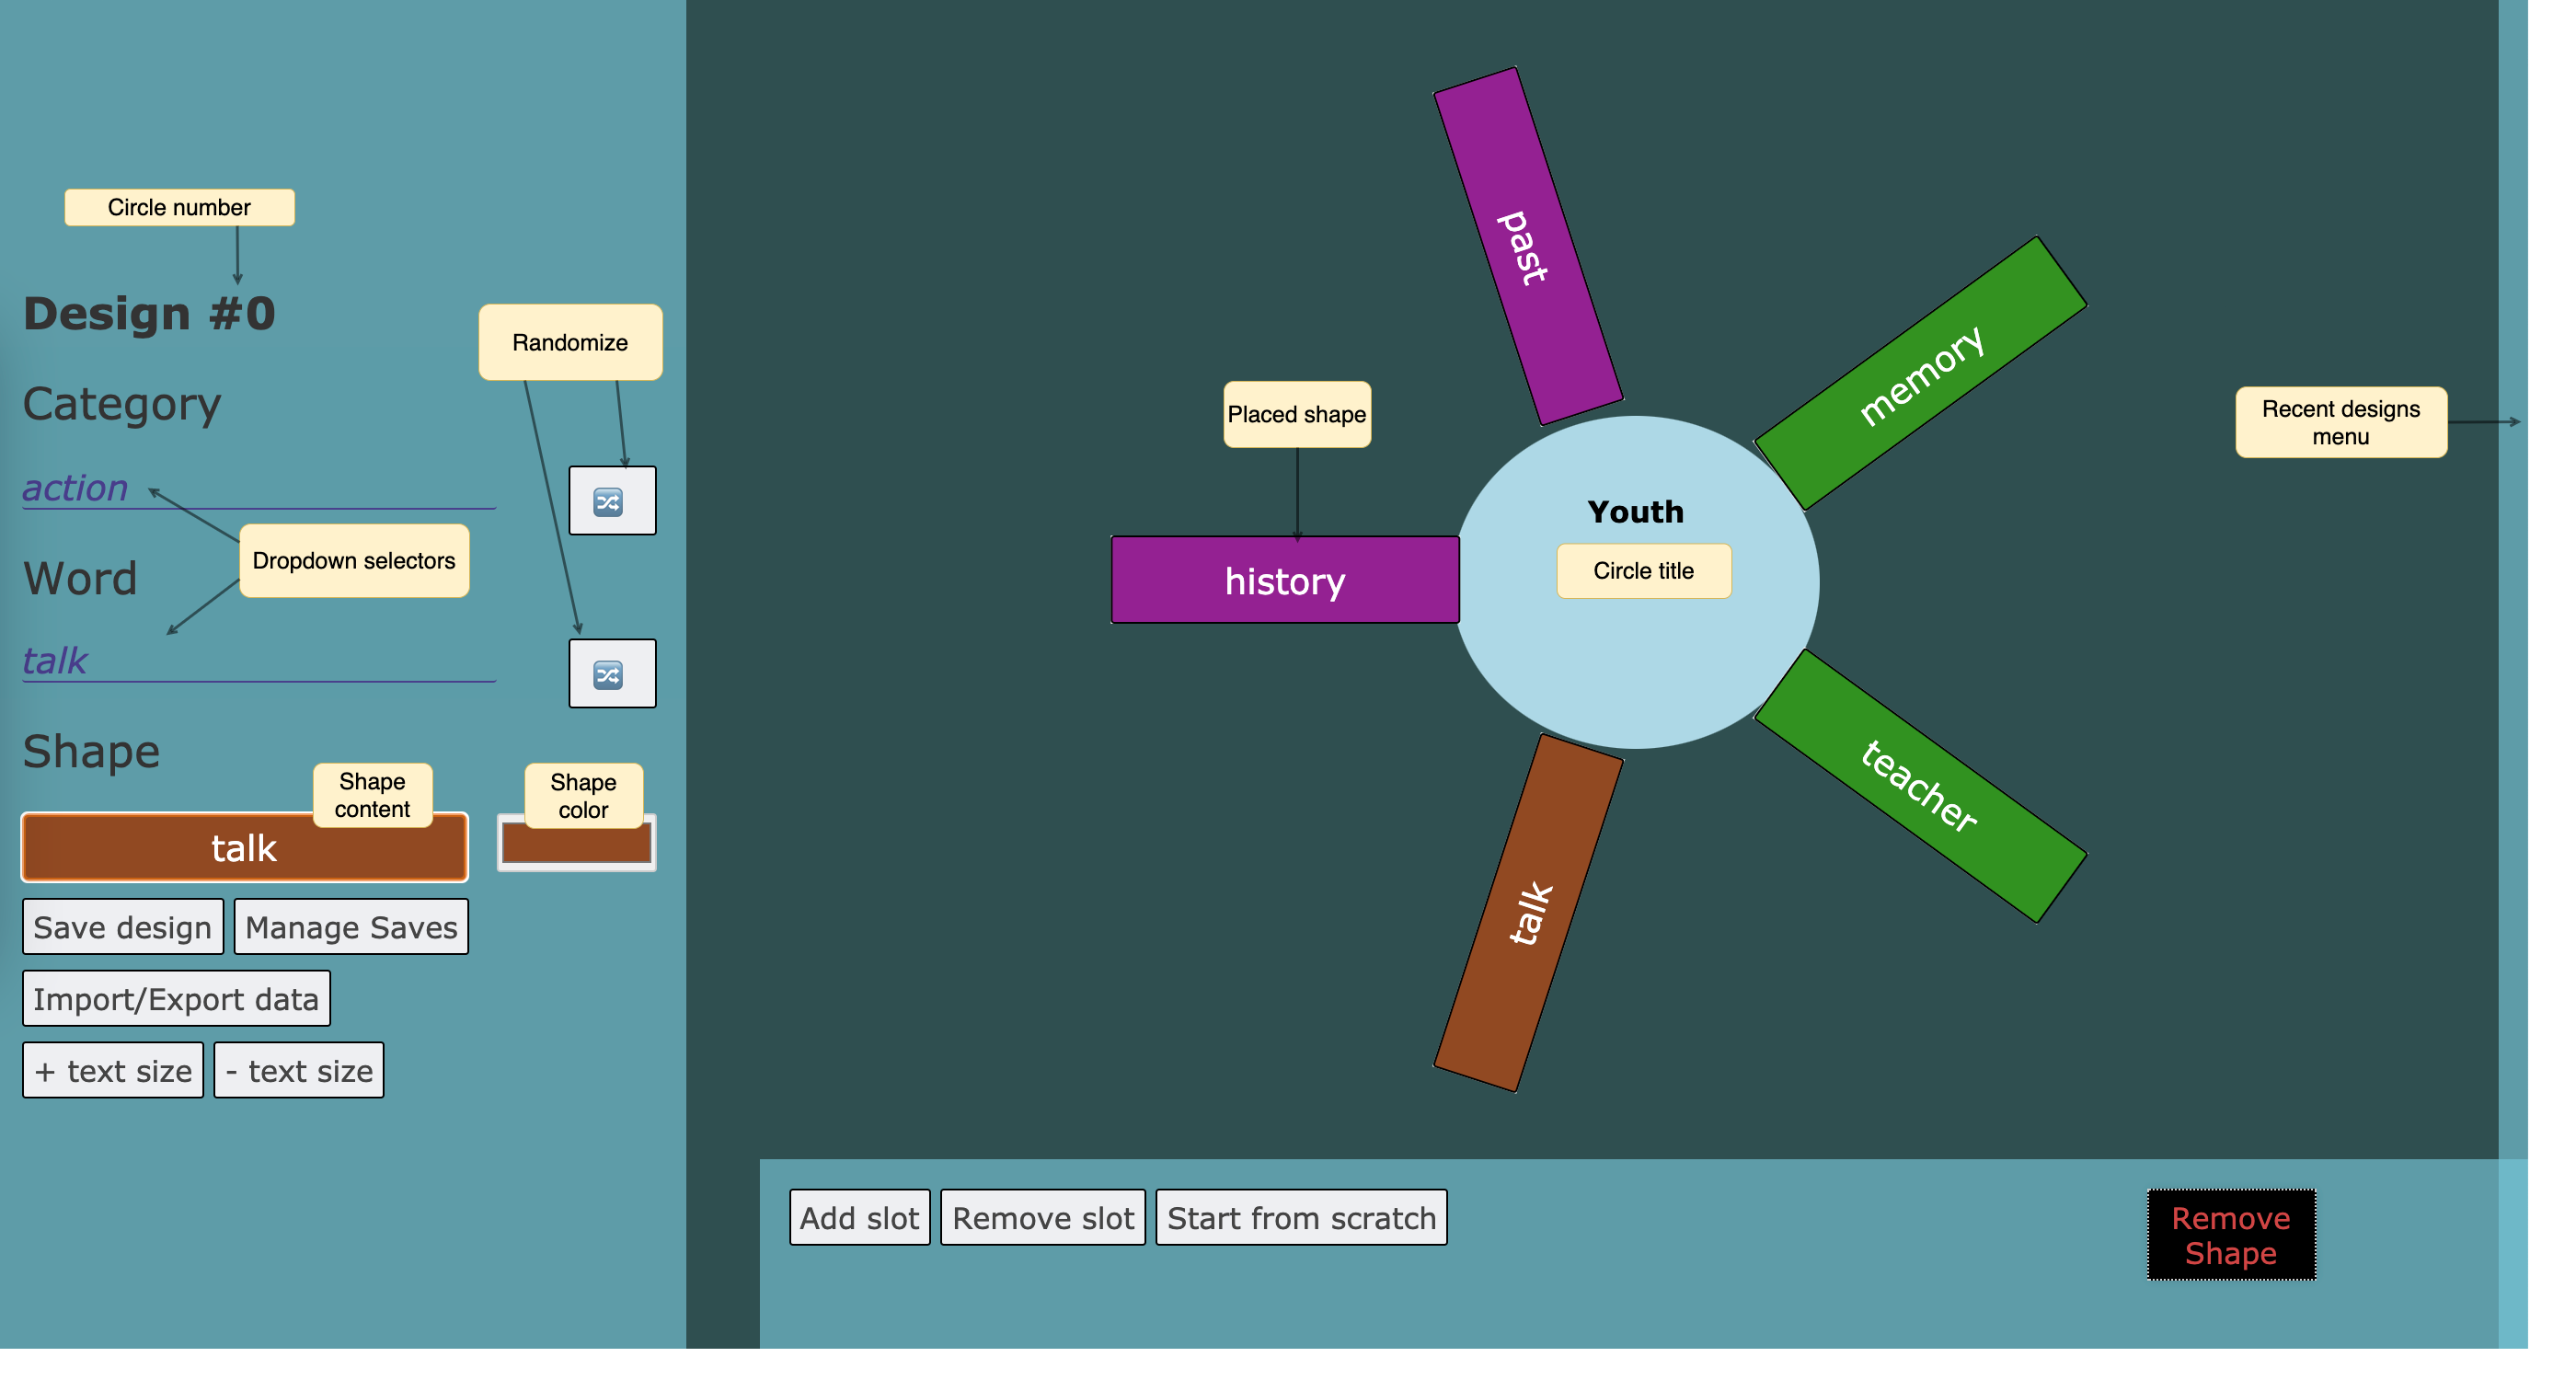 Circle number
Design #0
Randomize
Category
action
Dropdown selectors
Word
talk
Shape
Shape
content
Shape
color
talk
Save design
Manage Saves
Import/Export data
+ text size
- text size
past
memory
Placed shape
Recent designs
menu
Youth
Circle title
history
teacher
talk
Add slot
Remove slot
Start from scratch
Remove
Shape